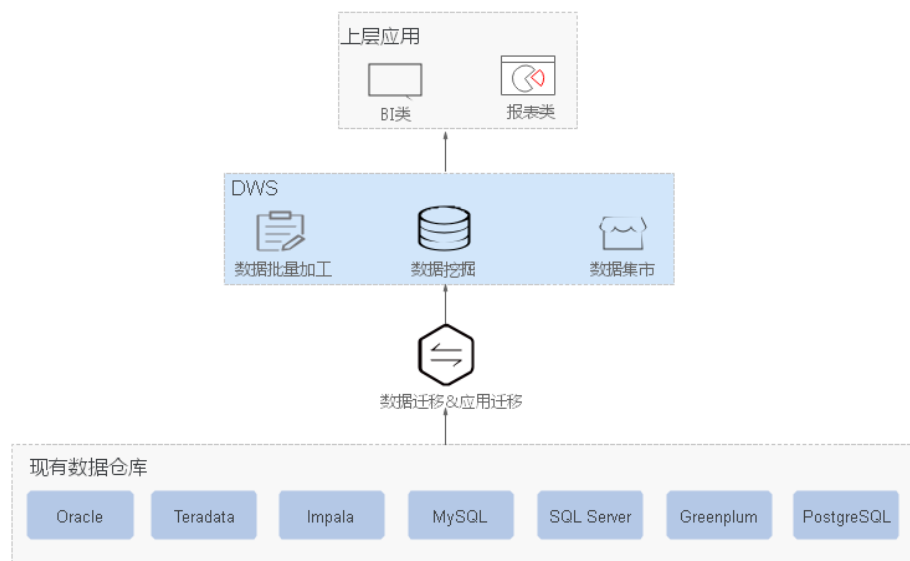 上层应用
BI类 报表类
DWS
数据批量加工 数据挖掘 数据集市
数据迁移&应用迁移
现有数据仓库
Oracle Teradata Impala MySQL SQL Server Greenplum PostgreSQL